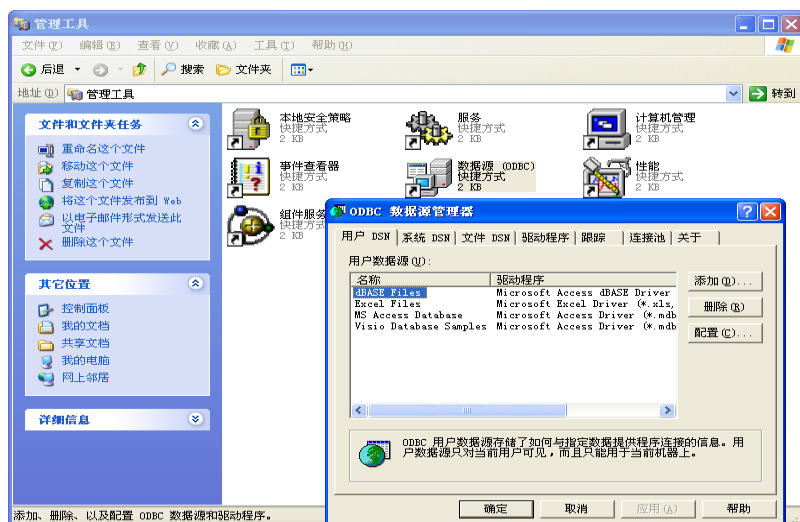 管理工具
文件(F) 编辑(E) 查看(V) 收藏(A) 工具(T) 帮助(H)
后退 搜索 文件夹
地址(D) 管理工具 转到
文件和文件夹任务
重命名这个文件
移动这个文件
复制这个文件
将这个文件发布到 Web
以电子邮件形式发送此
文件
删除这个文件
其它位置
控制面板
我的文档
共享文档
我的电脑
网上邻居
详细信息
本地安全策略
快捷方式
2 KB
服务
快捷方式
2 KB
计算机管理
快捷方式
2 KB
事件查看器
快捷方式
2 KB
数据源 (ODBC)
快捷方式
2 KB
性能
快捷方式
2 KB
组件服务
快捷方式
2 KB
ODBC 数据源管理器
用户 DSN 系统 DSN 文件 DSN 驱动程序 跟踪 连接池 关于
用户数据源(U):
名称 驱动程序
dBASE Files Microsoft Access dBASE Driver
Excel Files Microsoft Excel Driver (*.xls,
MS Access Database Microsoft Access Driver (*.mdb
Visio Database Samples Microsoft Access Driver (*.mdb
添加(D)...
删除(R)
配置(C)...
ODBC 用户数据源存储了如何与指定数据提供程序连接的信息。用
户数据源只对当前用户可见，而且只能用于当前机器上。
确定 取消 应用(A) 帮助
添加、删除、以及配置 ODBC 数据源和驱动程序。